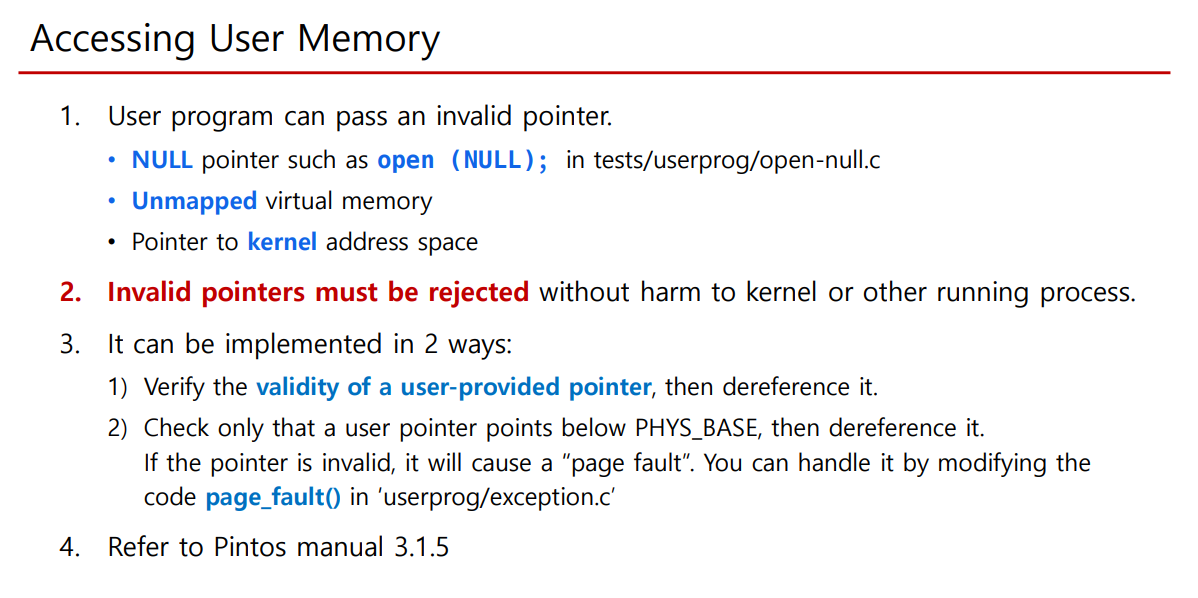 Accessing User Memory
1. User program can pass an invalid pointer.
• NULL pointer such as open (NULL); in tests/userprog/open-null.c
• Unmapped virtual memory
• Pointer to kernel address space
2. Invalid pointers must be rejected without harm to kernel or other running process.
3. It can be implemented in 2 ways:
1) Verify the validity of a user-provided pointer, then dereference it.
2) Check only that a user pointer points below PHYS_BASE, then dereference it.
If the pointer is invalid, it will cause a “page fault”. You can handle it by modifying the
code page_fault() in ‘userprog/exception.c’
4. Refer to Pintos manual 3.1.5